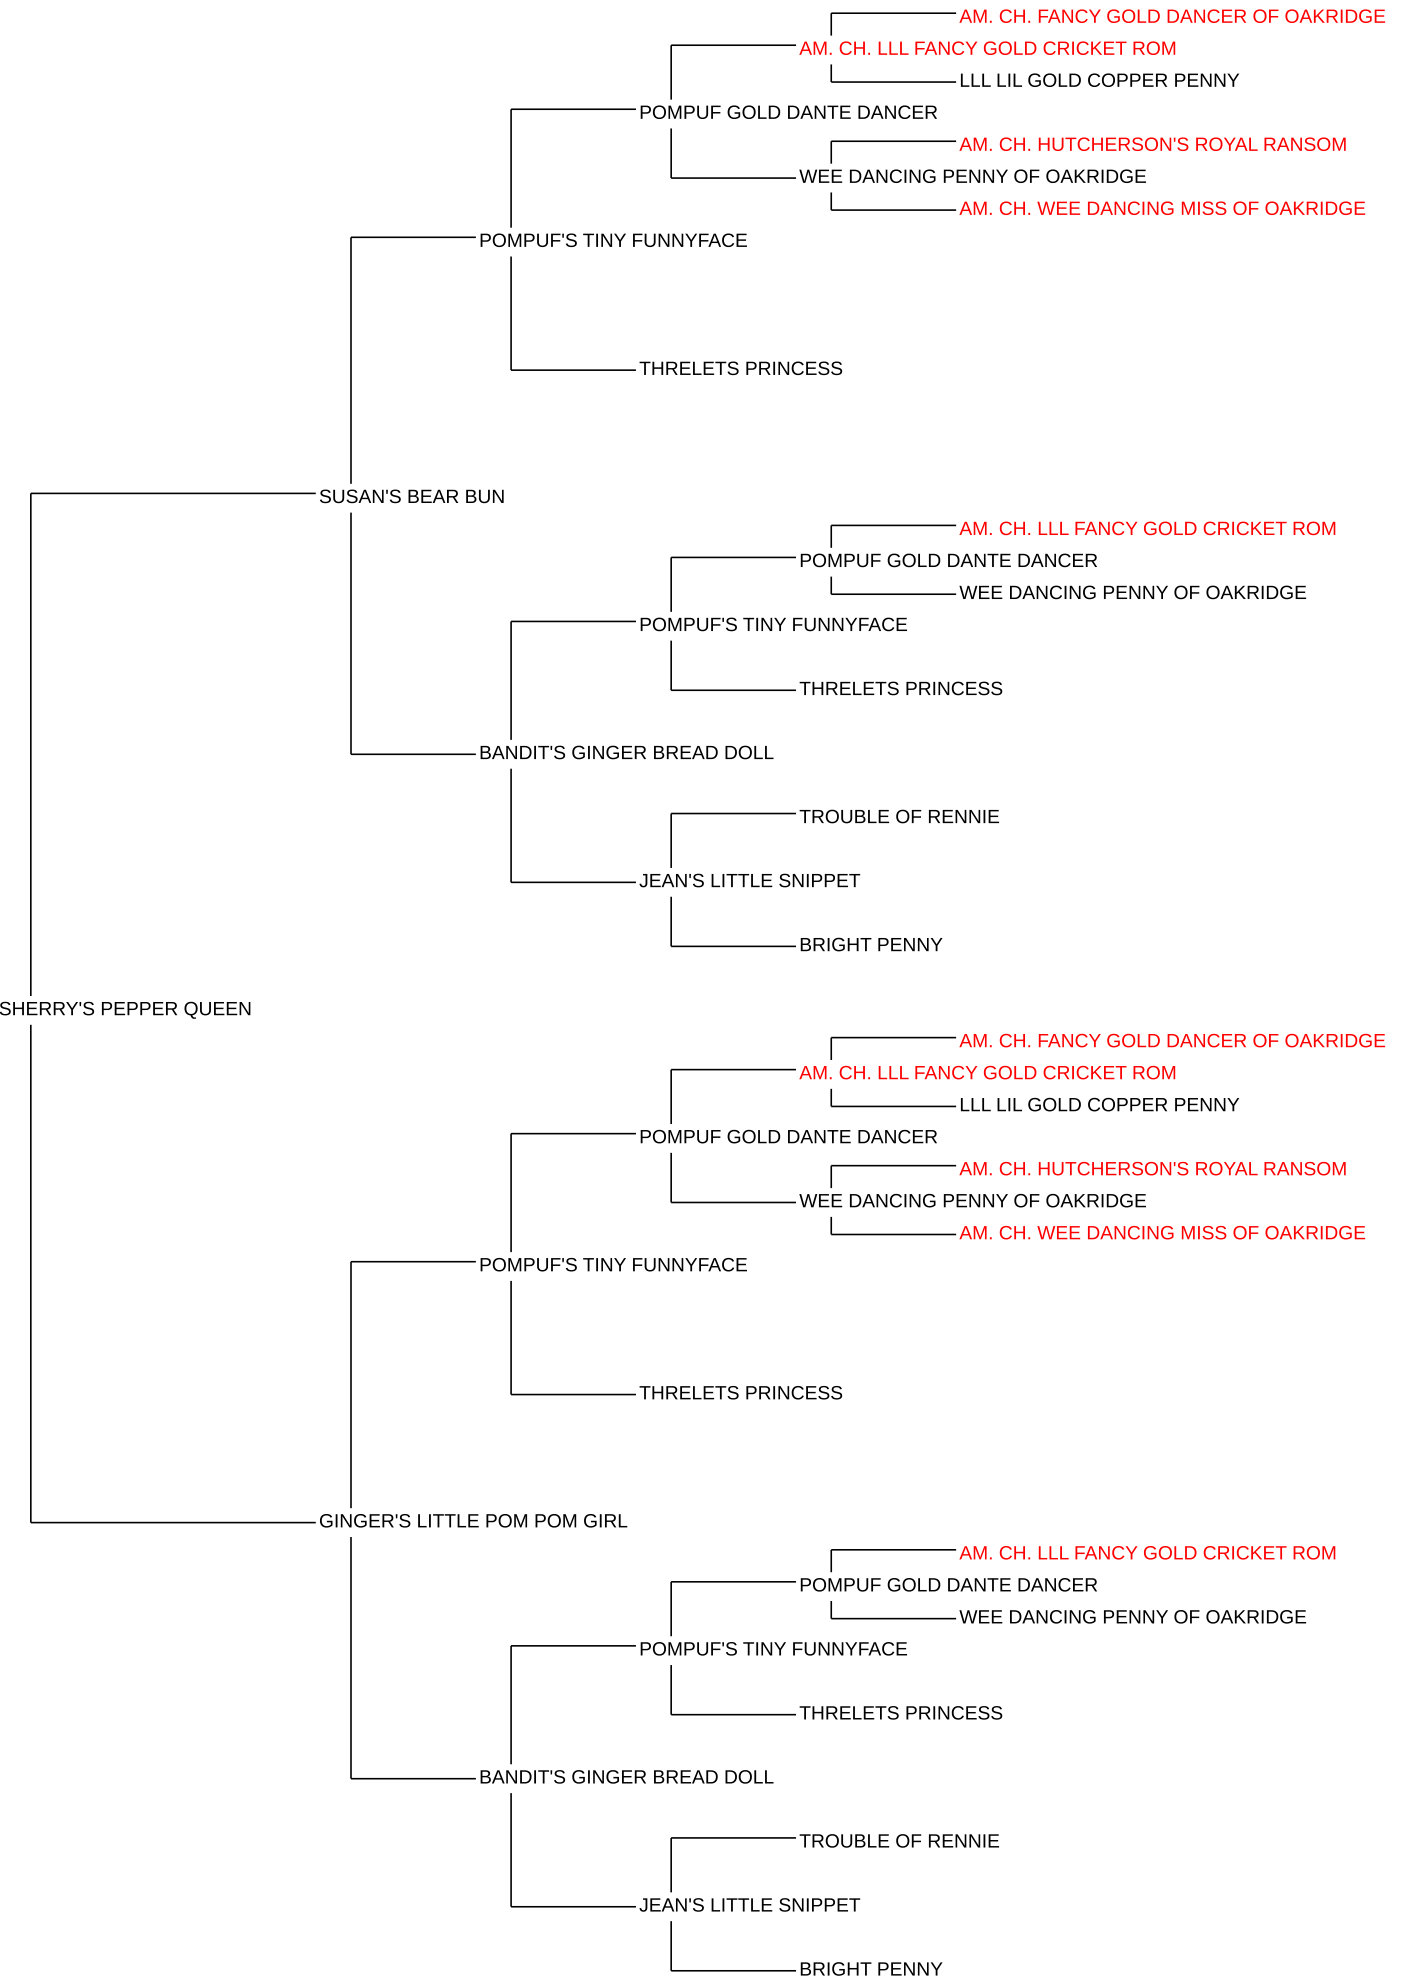 AM. CH. FANCY GOLD DANCER OF OAKRIDGE
AM. CH. LLL FANCY GOLD CRICKET ROM
LLL LIL GOLD COPPER PENNY
POMPUF GOLD DANTE DANCER
AM. CH. HUTCHERSON'S ROYAL RANSOM
WEE DANCING PENNY OF OAKRIDGE
AM. CH. WEE DANCING MISS OF OAKRIDGE
POMPUF'S TINY FUNNYFACE
THRELETS PRINCESS
SUSAN'S BEAR BUN
AM. CH. LLL FANCY GOLD CRICKET ROM
POMPUF GOLD DANTE DANCER
WEE DANCING PENNY OF OAKRIDGE
POMPUF'S TINY FUNNYFACE
THRELETS PRINCESS
BANDIT'S GINGER BREAD DOLL
TROUBLE OF RENNIE
JEAN'S LITTLE SNIPPET
BRIGHT PENNY
SHERRY'S PEPPER QUEEN
AM. CH. FANCY GOLD DANCER OF OAKRIDGE
AM. CH. LLL FANCY GOLD CRICKET ROM
LLL LIL GOLD COPPER PENNY
POMPUF GOLD DANTE DANCER
AM. CH. HUTCHERSON'S ROYAL RANSOM
WEE DANCING PENNY OF OAKRIDGE
AM. CH. WEE DANCING MISS OF OAKRIDGE
POMPUF'S TINY FUNNYFACE
THRELETS PRINCESS
GINGER'S LITTLE POM POM GIRL
AM. CH. LLL FANCY GOLD CRICKET ROM
POMPUF GOLD DANTE DANCER
WEE DANCING PENNY OF OAKRIDGE
POMPUF'S TINY FUNNYFACE
THRELETS PRINCESS
BANDIT'S GINGER BREAD DOLL
TROUBLE OF RENNIE
JEAN'S LITTLE SNIPPET
BRIGHT PENNY